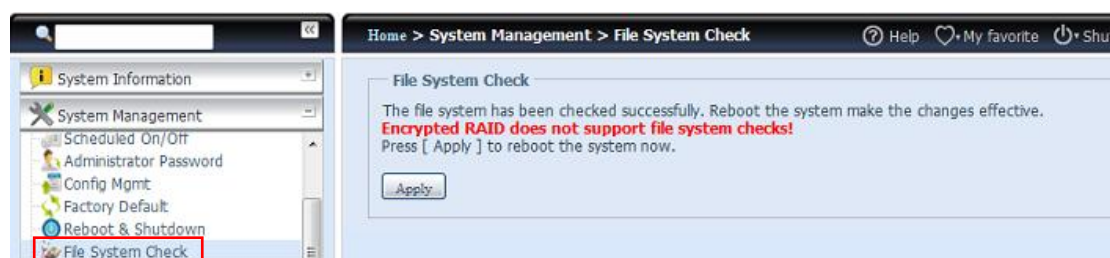 Home > System Management > File System Check
Help
My favorite
Shu
System Information
System Management
Scheduled On/Off
Administrator Password
Config Mgmt
Factory Default
Reboot & Shutdown
File System Check
File System Check
The file system has been checked successfully. Reboot the system make the changes effective.
Encrypted RAID does not support file system checks!
Press [ Apply ] to reboot the system now.
Apply